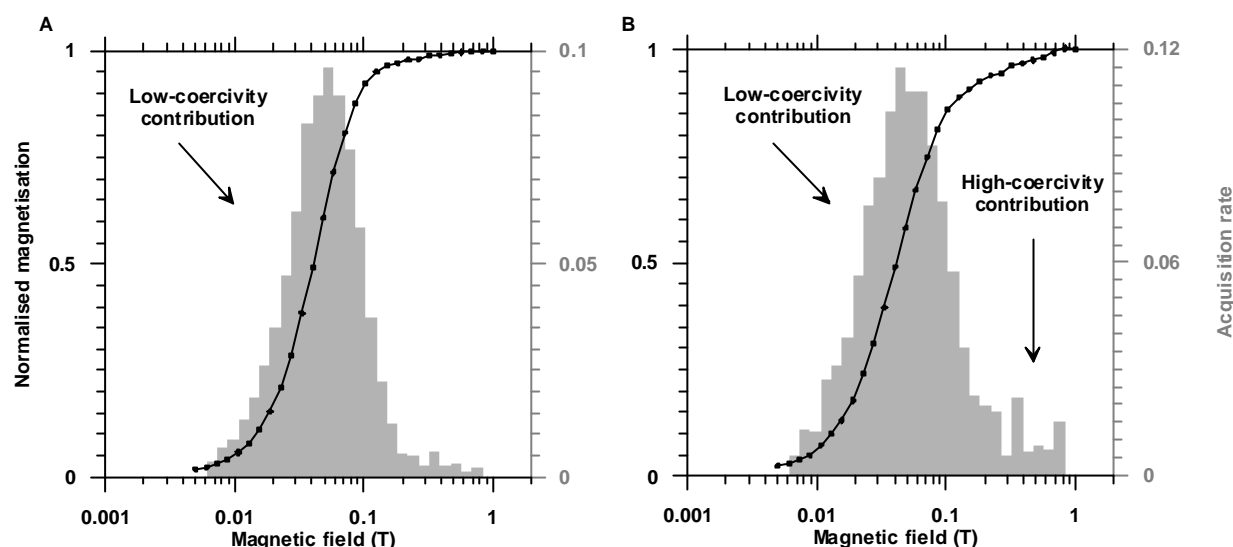 A
B
1
0.5
0
Normalised magnetisation
Low-coercivity
contribution
0.1
0.05
0
0.001
0.01
0.1
1
Magnetic field (T)
1
0.5
0
Low-coercivity
contribution
High-coercivity
contribution
0.12
0.06
0
Acquisition rate
0.001
0.01
0.1
1
Magnetic field (T)